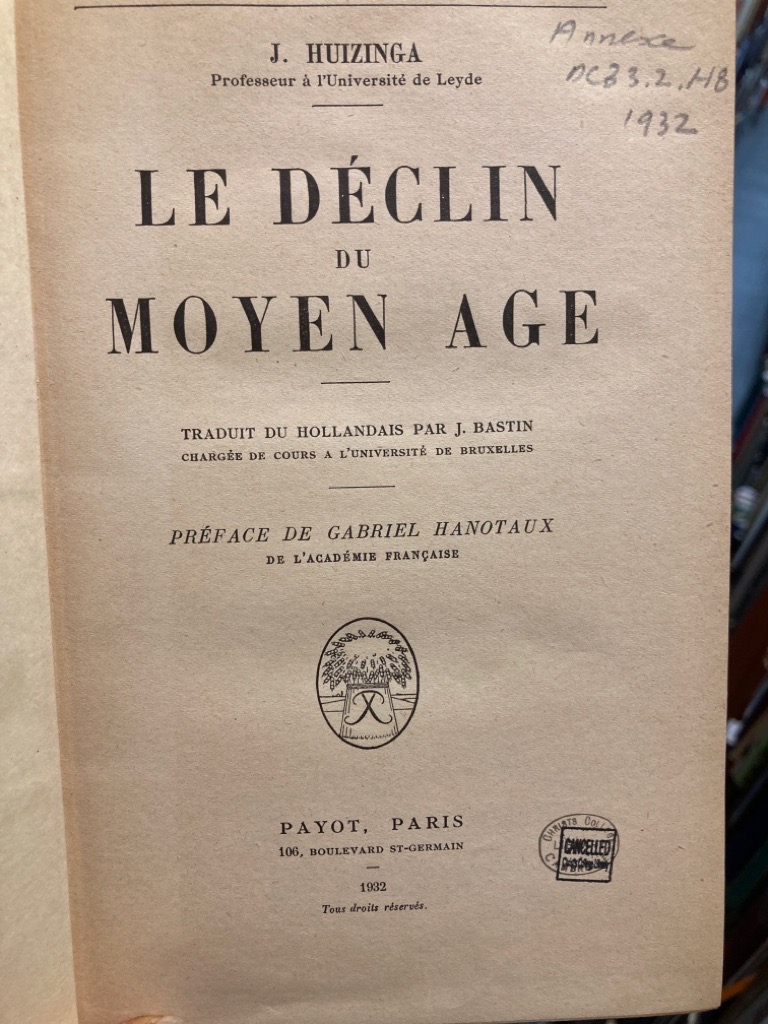 J. HUIZINGA
Professeur à l'Université de Leyde
Annexe
DC33.2.H8
1932
LE DÉCLIN
DU
MOYEN AGE
TRADUIT DU HOLLANDAIS PAR J. BASTIN
CHARGÉE DE COURS A L'UNIVERSITÉ DE BRUXELLES
PRÉFACE DE GABRIEL HANOTAUX
DE L'ACADÉMIE FRANÇAISE
PAYOT, PARIS
106, BOULEVARD ST-GERMAIN
1932
Tous droits réservés.
CHRISTS
CANCELLED